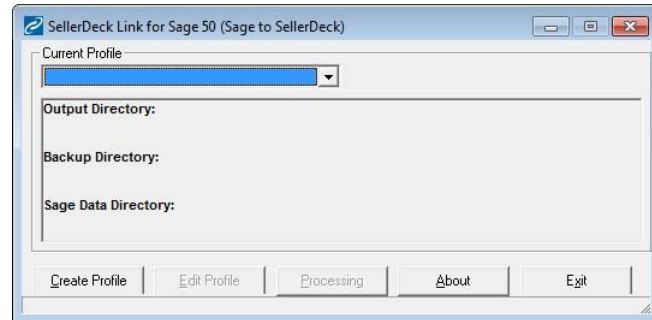 SellerDeck Link for Sage 50 (Sage to SellerDeck)
Current Profile
Output Directory:
Backup Directory:
Sage Data Directory:
Create Profile Edit Profile Processing About Exit